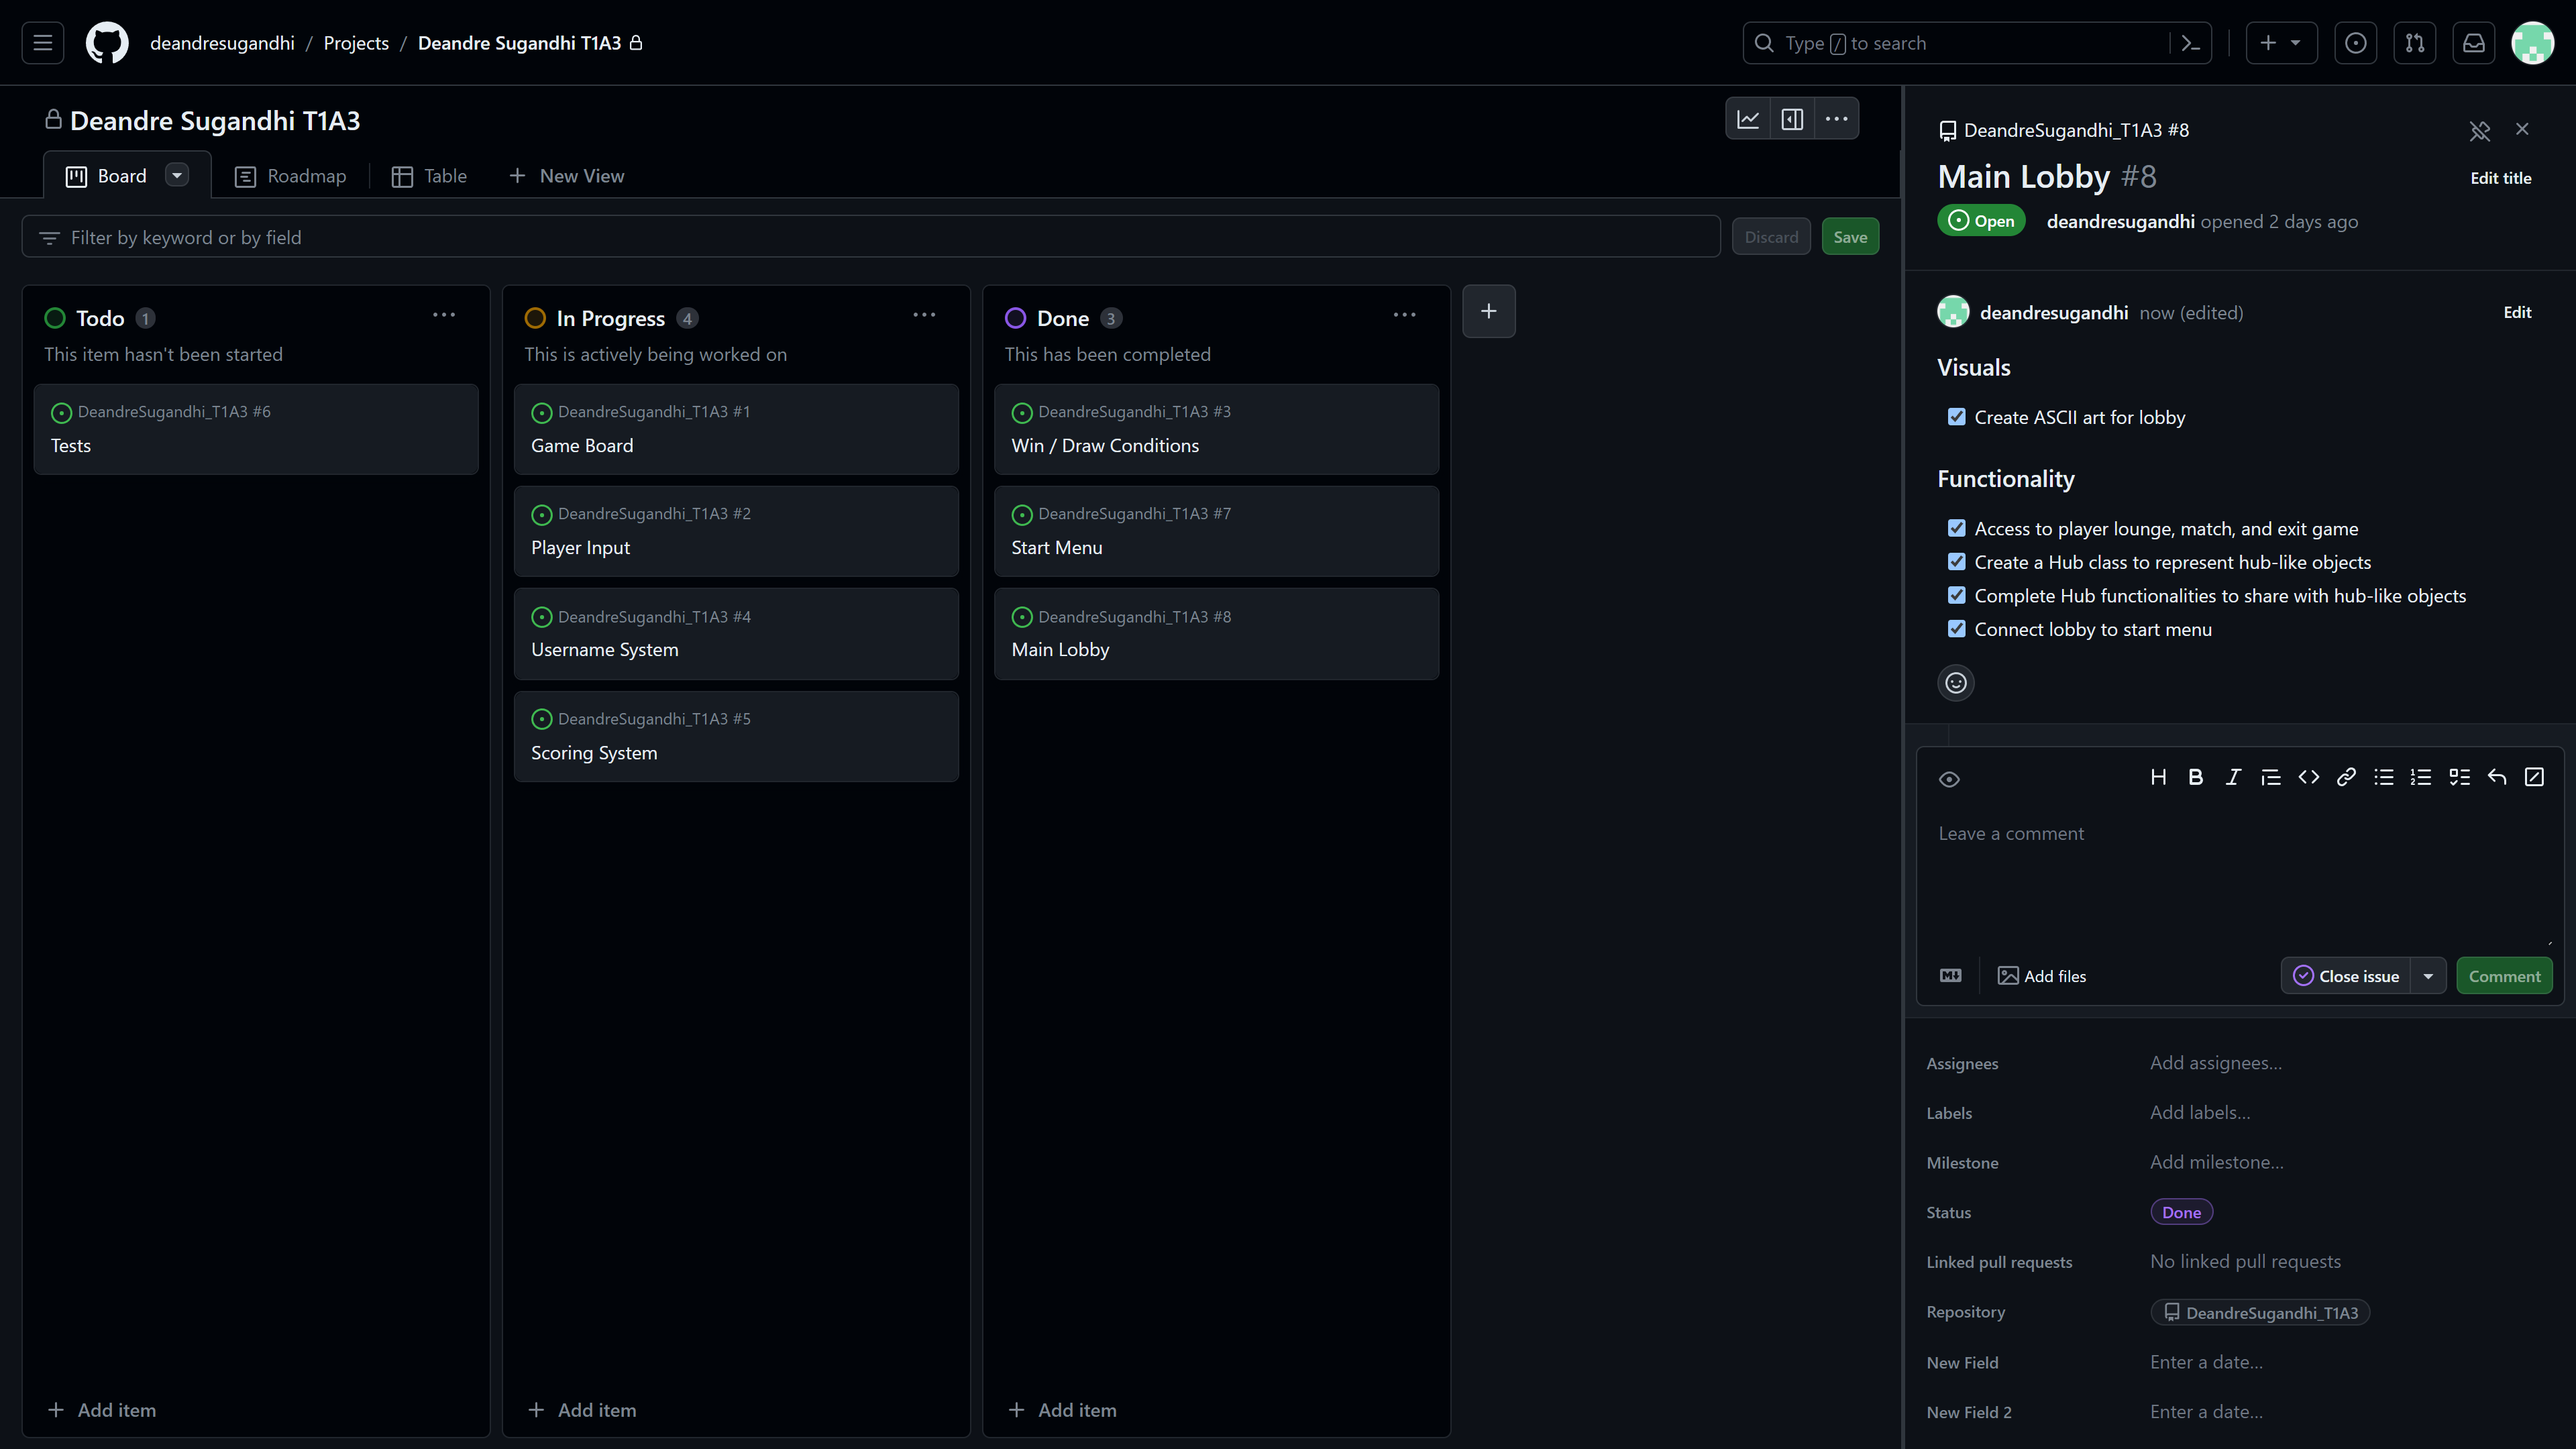 deandresugandhi / Projects / Deandre Sugandhi T1A3
Type / to search
Deandre Sugandhi T1A3
Board
Roadmap
Table
New View
Filter by keyword or by field
Discard
Save
Todo 1
This item hasn't been started
DeandreSugandhi_T1A3 #6
Tests
Add item
In Progress 4
This is actively being worked on
DeandreSugandhi_T1A3 #1
Game Board
DeandreSugandhi_T1A3 #2
Player Input
DeandreSugandhi_T1A3 #4
Username System
DeandreSugandhi_T1A3 #5
Scoring System
Add item
Done 3
This has been completed
DeandreSugandhi_T1A3 #3
Win / Draw Conditions
DeandreSugandhi_T1A3 #7
Start Menu
DeandreSugandhi_T1A3 #8
Main Lobby
Add item
DeandreSugandhi_T1A3 #8
Main Lobby #8
Edit title
Open
deandresugandhi opened 2 days ago
deandresugandhi now (edited)
Edit
Visuals
Create ASCII art for lobby
Functionality
Access to player lounge, match, and exit game
Create a Hub class to represent hub-like objects
Complete Hub functionalities to share with hub-like objects
Connect lobby to start menu
Leave a comment
Add files
Close issue
Comment
Assignees
Add assignees...
Labels
Add labels...
Milestone
Add milestone...
Status
Done
Linked pull requests
No linked pull requests
Repository
DeandreSugandhi_T1A3
New Field
Enter a date...
New Field 2
Enter a date...